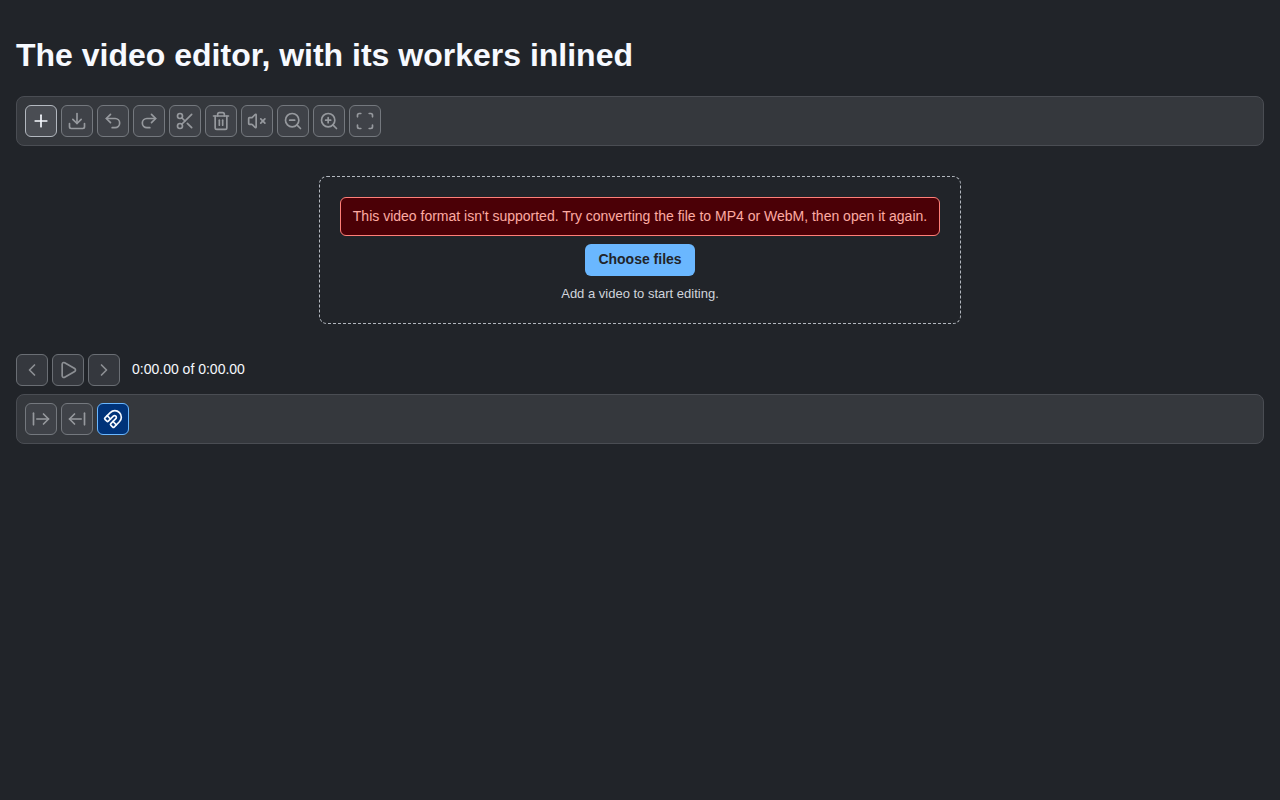 The video editor, with its workers inlined
This video format isn't supported. Try converting the file to MP4 or WebM, then open it again.
Choose files
Add a video to start editing.
0:00.00 of 0:00.00